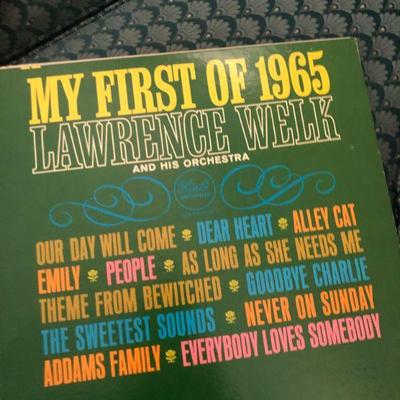 MY FIRST OF 1965
LAWRENCE WELK
AND HIS ORCHESTRA
OUR DAY WILL COME DEAR HEART ALLEY CAT
EMILY PEOPLE AS LONG AS SHE NEEDS ME
THEME FROM BEWITCHED GOODBYE CHARLIE
THE SWEETEST SOUNDS NEVER ON SUNDAY
ADDAMS FAMILY EVERYBODY LOVES SOMEBODY